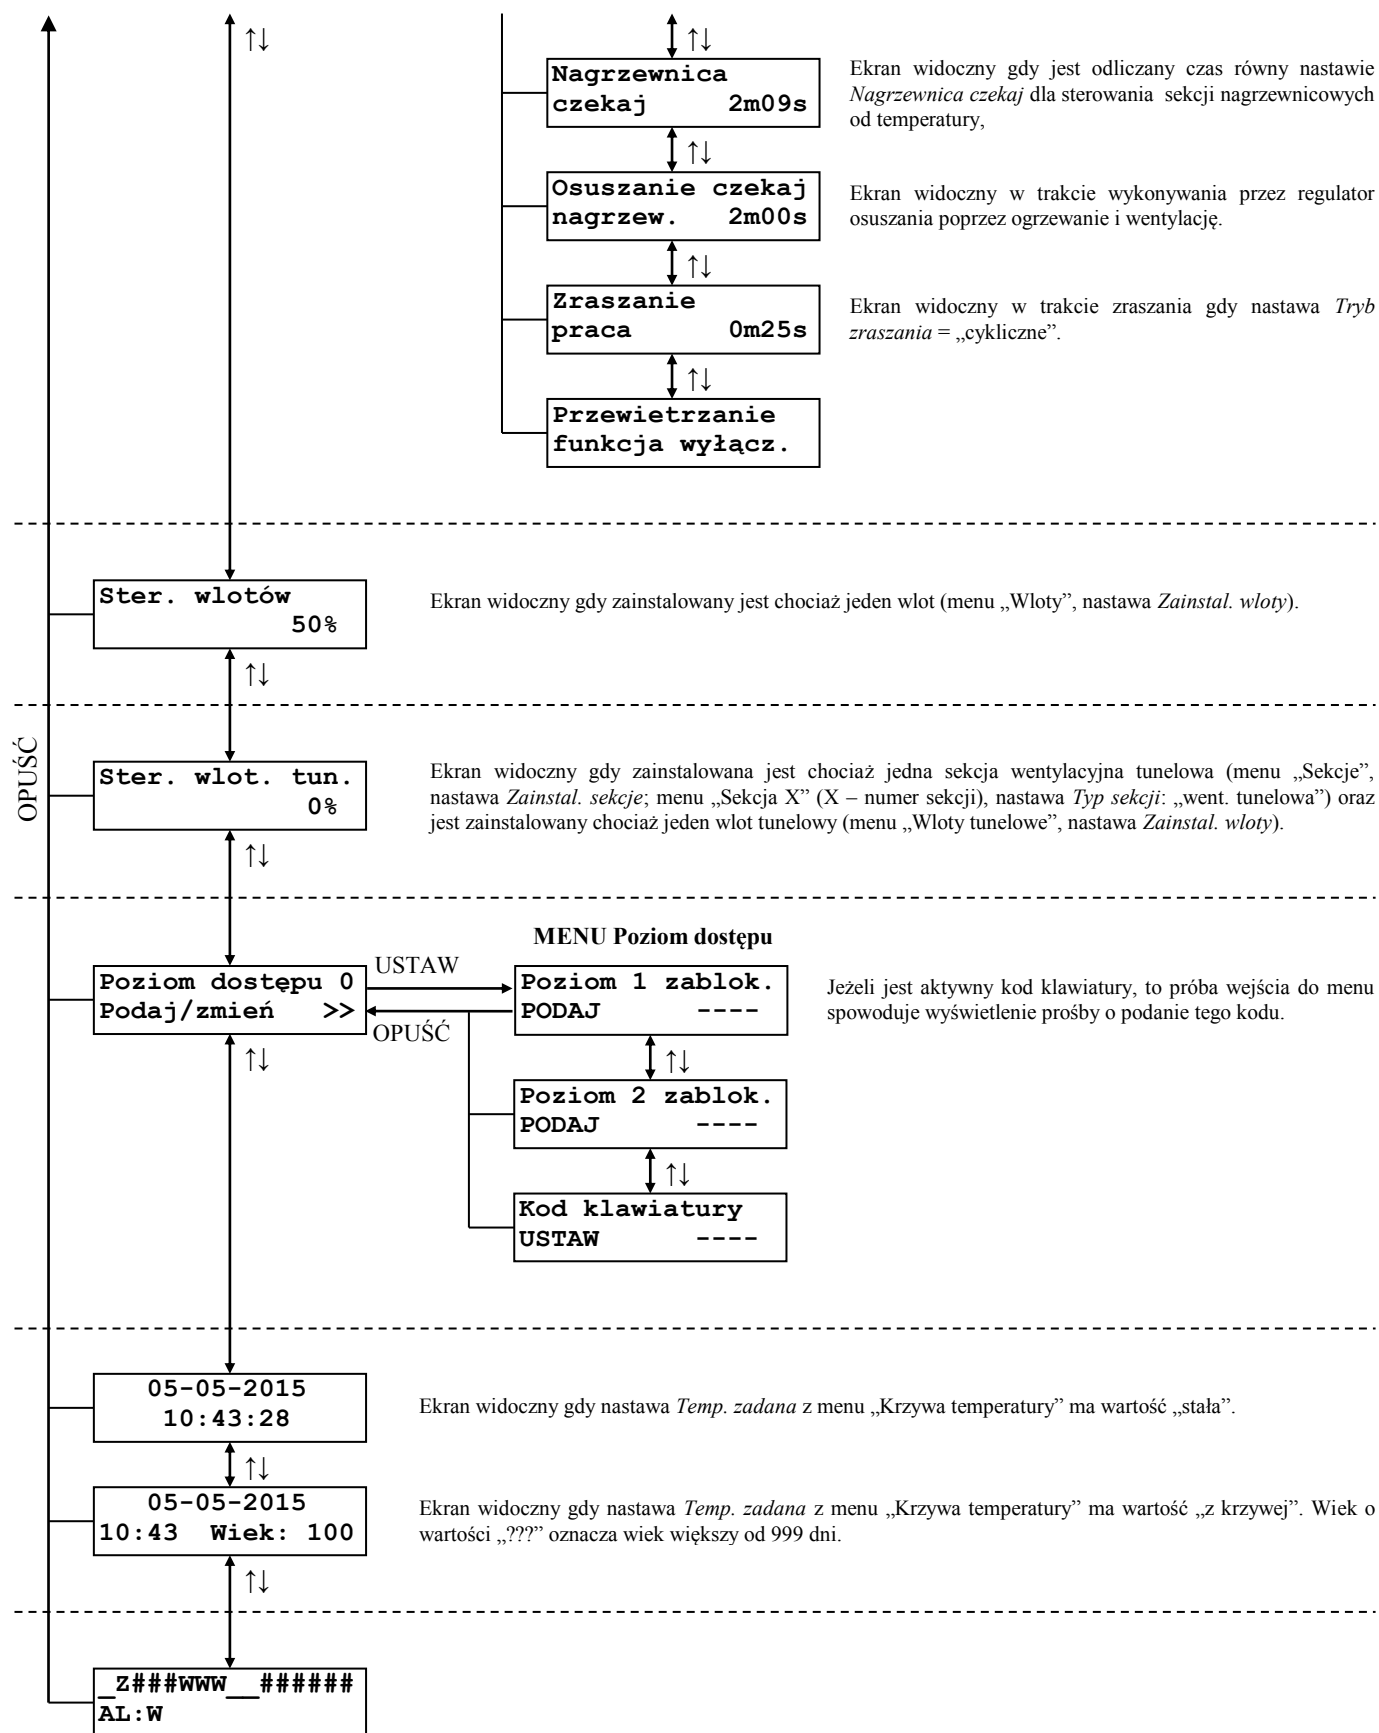 ↑↓
↑↓
Nagrzewnica
czekaj 2m09s
Ekran widoczny gdy jest odliczany czas równy nastawie
Nagrzewnica czekaj dla sterowania sekcji nagrzewnicowych
od temperatury,
↑↓
Osuszanie czekaj
nagrzew. 2m00s
Ekran widoczny w trakcie wykonywania przez regulator
osuszania poprzez ogrzewanie i wentylację.
↑↓
Zraszanie
praca 0m25s
Ekran widoczny w trakcie zraszania gdy nastawa Tryb
zraszania = „cykliczne”.
↑↓
Przewietrzanie
funkcja wyłącz.
Ster. wlotów
50%
Ekran widoczny gdy zainstalowany jest chociaż jeden wlot (menu „Wloty”, nastawa Zainstal. wloty).
↑↓
OPUŚĆ
Ster. wlot. tun.
0%
Ekran widoczny gdy zainstalowana jest chociaż jedna sekcja wentylacyjna tunelowa (menu „Sekcje”,
nastawa Zainstal. sekcje; menu „Sekcja X” (X – numer sekcji), nastawa Typ sekcji: „went. tunelowa”) oraz
jest zainstalowany chociaż jeden wlot tunelowy (menu „Wloty tunelowe”, nastawa Zainstal. wloty).
↑↓
MENU Poziom dostępu
Poziom dostępu 0
Podaj/zmień >>
USTAW
OPUŚĆ
Poziom 1 zablok.
PODAJ ----
Jeżeli jest aktywny kod klawiatury, to próba wejścia do menu
spowoduje wyświetlenie prośby o podanie tego kodu.
↑↓
↑↓
Poziom 2 zablok.
PODAJ ----
↑↓
Kod klawiatury
USTAW ----
05-05-2015
10:43:28
Ekran widoczny gdy nastawa Temp. zadana z menu „Krzywa temperatury” ma wartość „stała”.
↑↓
05-05-2015
10:43 Wiek: 100
Ekran widoczny gdy nastawa Temp. zadana z menu „Krzywa temperatury” ma wartość „z krzywej”. Wiek o
wartości „???” oznacza wiek większy od 999 dni.
↑↓
_Z###WWW__######
AL:W